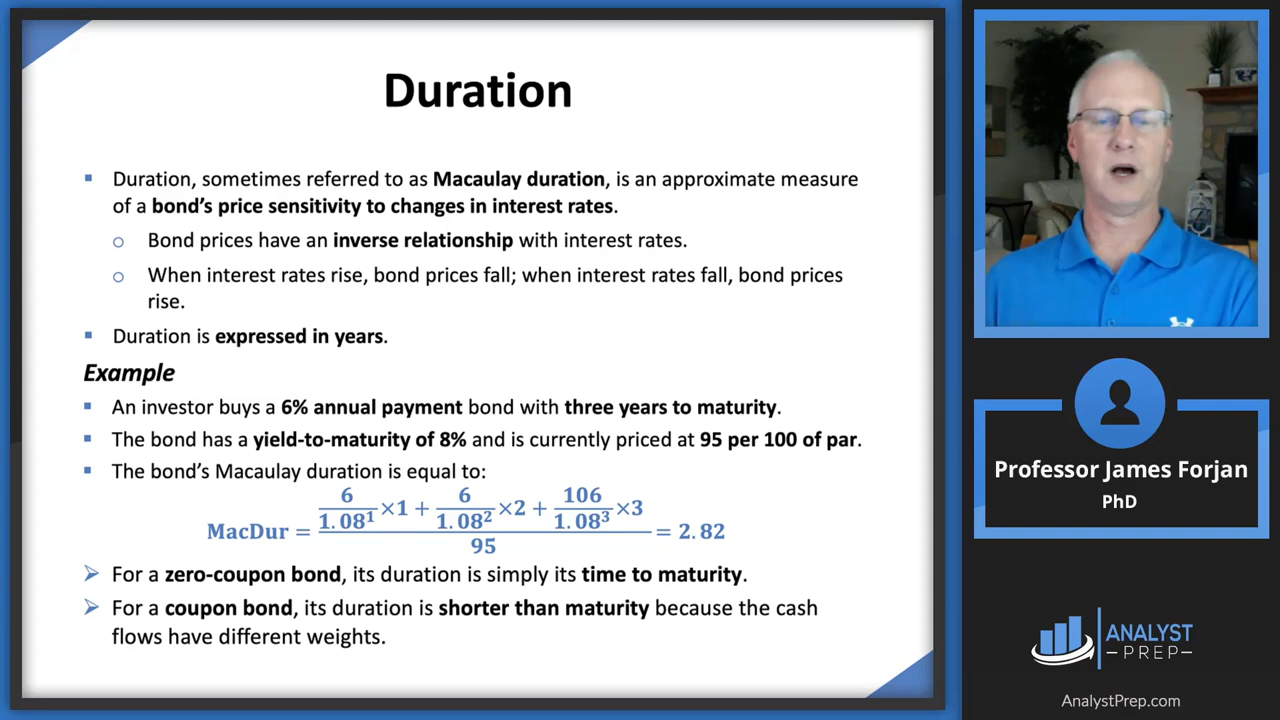 Duration
▪ Duration, sometimes referred to as Macaulay duration, is an approximate measure
of a bond's price sensitivity to changes in interest rates.
o Bond prices have an inverse relationship with interest rates.
o When interest rates rise, bond prices fall; when interest rates fall, bond prices
rise.
▪ Duration is expressed in years.
Example
▪ An investor buys a 6% annual payment bond with three years to maturity.
▪ The bond has a yield-to-maturity of 8% and is currently priced at 95 per 100 of par.
▪ The bond's Macaulay duration is equal to:
MacDur = (6/1.08¹ ×1 + 6/1.08² ×2 + 106/1.08³ ×3) / 95 = 2.82
➢ For a zero-coupon bond, its duration is simply its time to maturity.
➢ For a coupon bond, its duration is shorter than maturity because the cash
flows have different weights.
Professor James Forjan
PhD
ANALYST
–PREP–
AnalystPrep.com